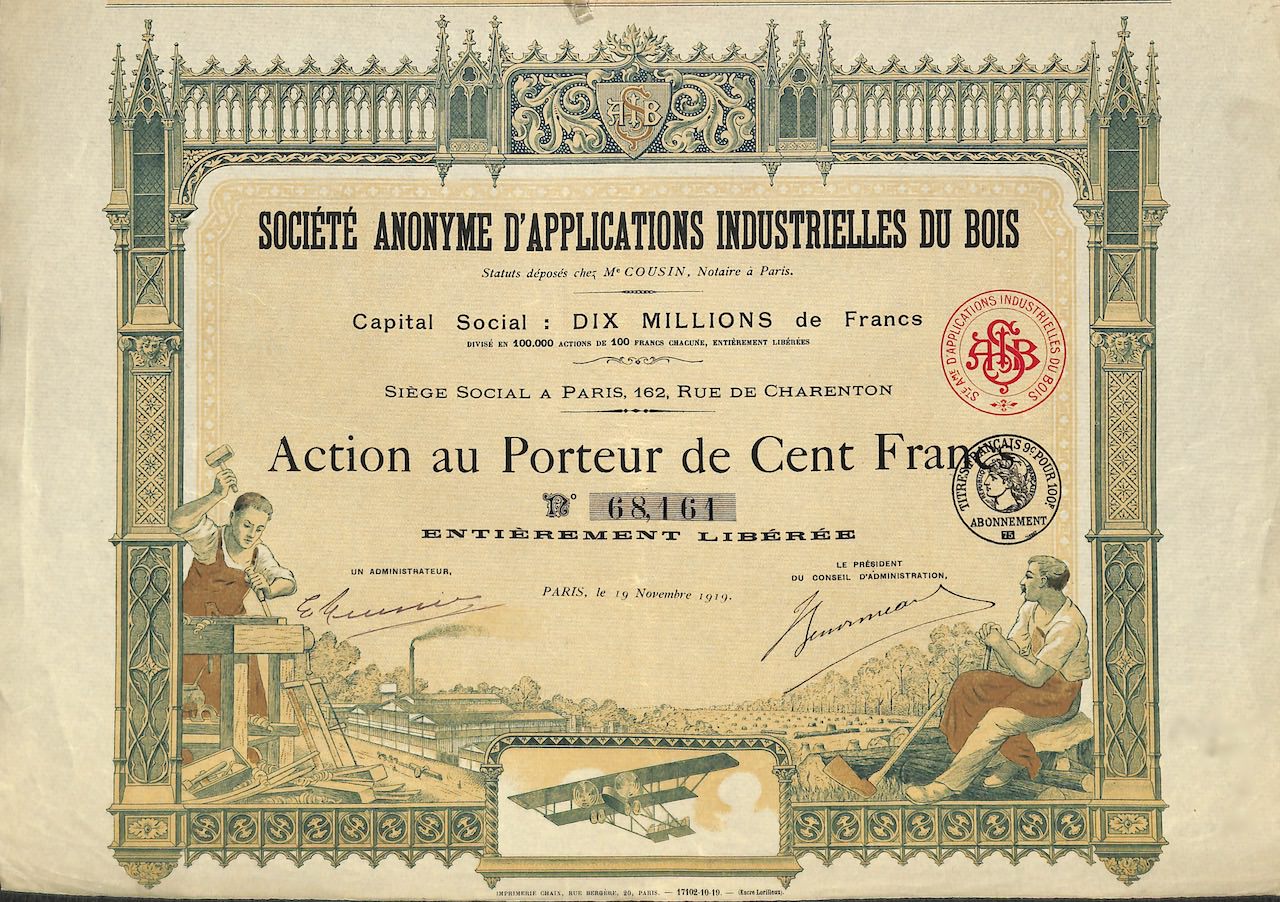 SAB
SOCIÉTÉ ANONYME D'APPLICATIONS INDUSTRIELLES DU BOIS
Statuts déposés chez Mᵉ COUSIN, Notaire à Paris.
Capital Social : DIX MILLIONS de Francs
DIVISÉ EN 100.000 ACTIONS DE 100 FRANCS CHACUNE, ENTIÈREMENT LIBÉRÉES
SIÈGE SOCIAL A PARIS, 162, RUE DE CHARENTON
Sᵗᵉ Aᵐᵉ D'APPLICATIONS INDUSTRIELLES DU BOIS
SAB
Action au Porteur de Cent Francs
Nº 68,161
ENTIÈREMENT LIBÉRÉE
TITRES FRANÇAIS 9ᶜ POUR 100ᶠ
ABONNEMENT
75
UN ADMINISTRATEUR,
PARIS, le 19 Novembre 1919.
LE PRÉSIDENT
DU CONSEIL D'ADMINISTRATION,
IMPRIMERIE CHAIX, RUE BERGÈRE, 20, PARIS. — 17102-10-19. — (Encre Lorilleux).